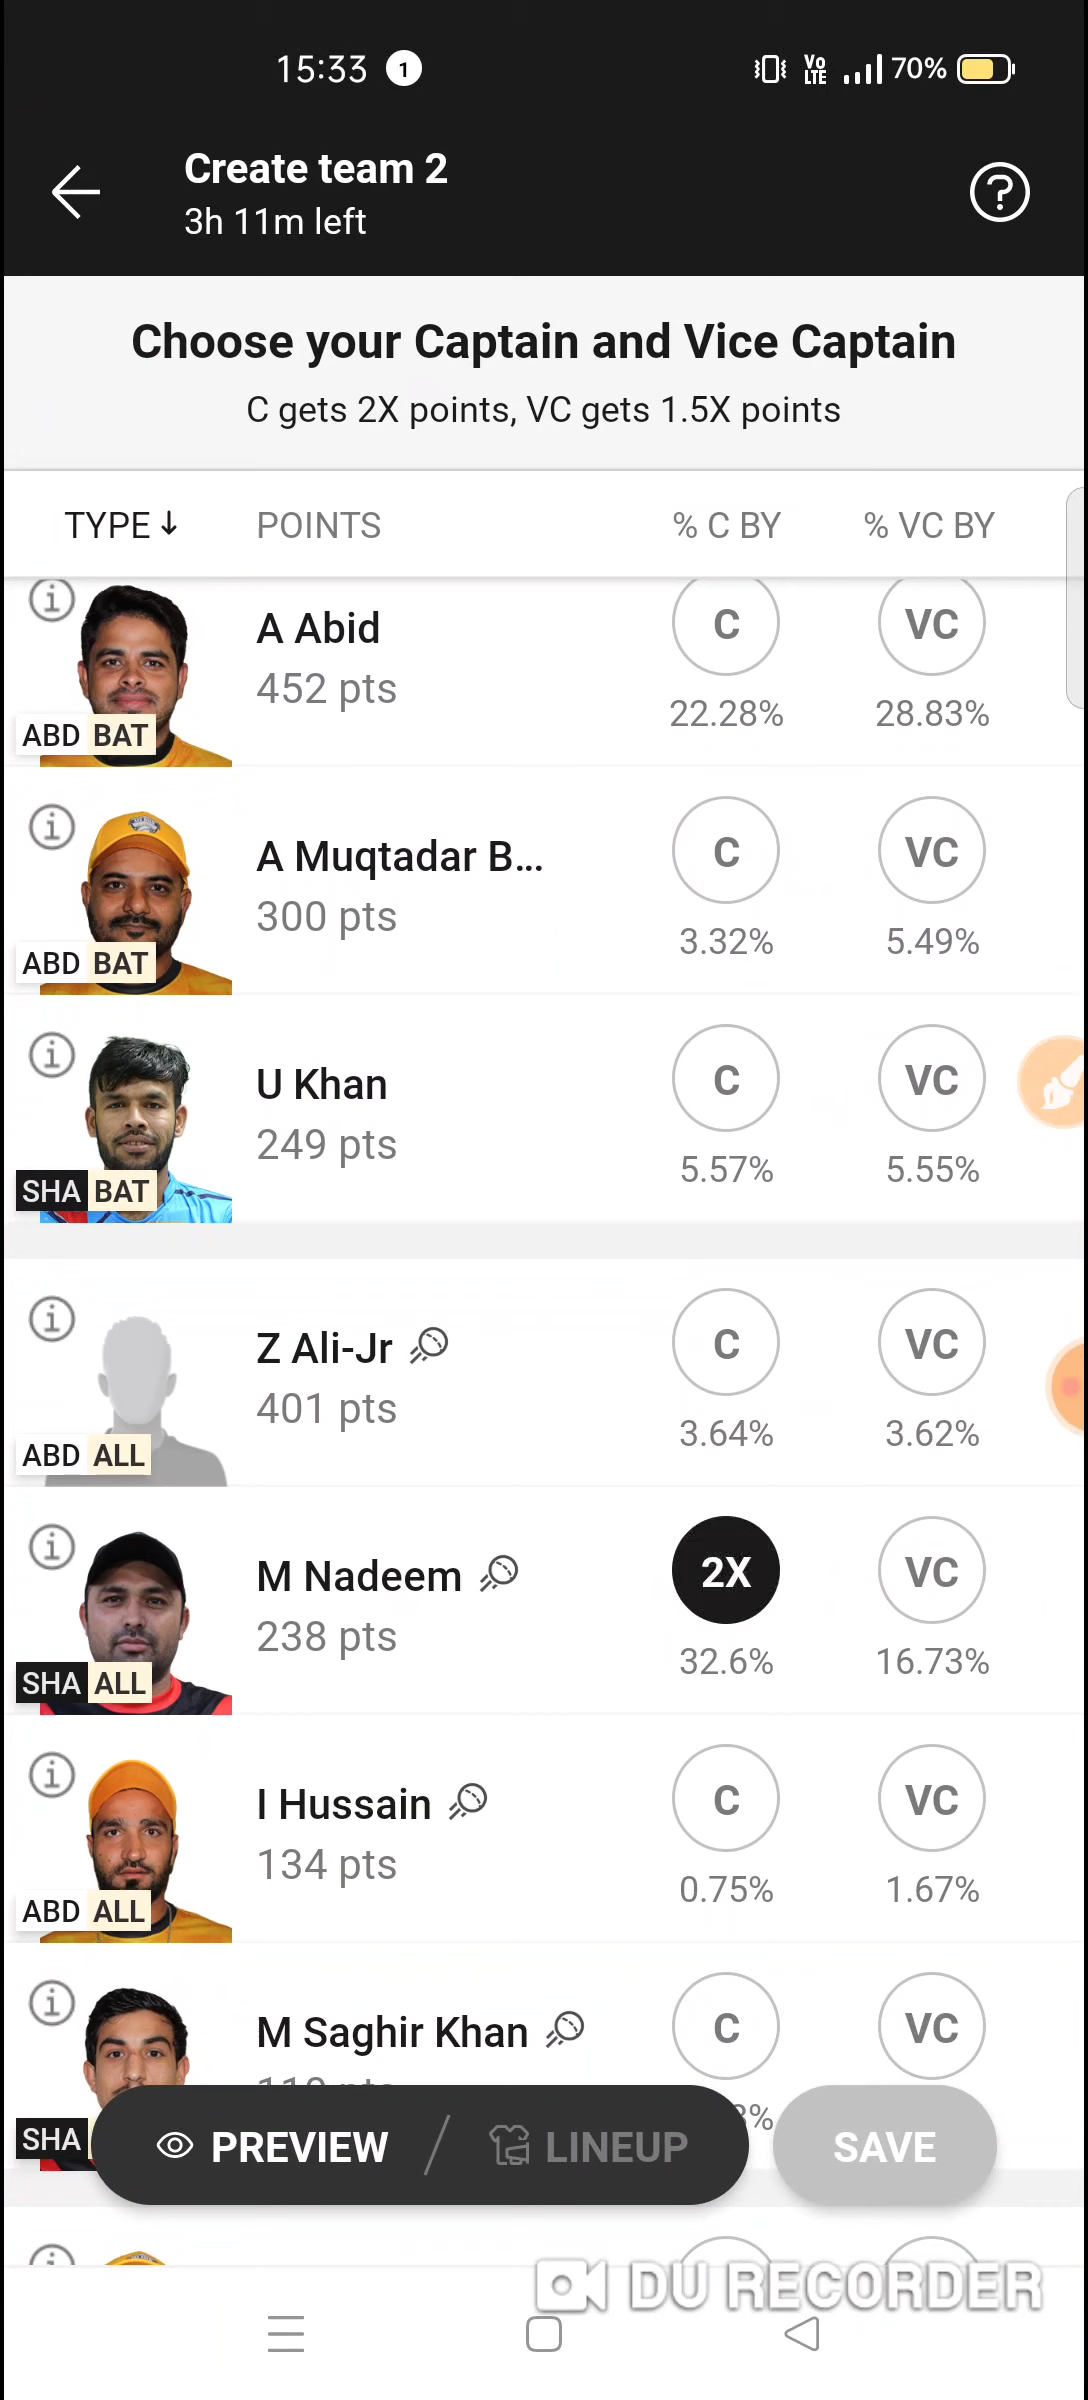 15:33 1 Vo LTE 70%
Create team 2
3h 11m left
Choose your Captain and Vice Captain
C gets 2X points, VC gets 1.5X points
TYPE POINTS % C BY % VC BY
A Abid C VC
452 pts 22.28% 28.83%
ABD BAT
A Muqtadar B... C VC
300 pts 3.32% 5.49%
ABD BAT
U Khan C VC
249 pts 5.57% 5.55%
SHA BAT
Z Ali-Jr C VC
401 pts 3.64% 3.62%
ABD ALL
M Nadeem 2X VC
238 pts 32.6% 16.73%
SHA ALL
I Hussain C VC
134 pts 0.75% 1.67%
ABD ALL
M Saghir Khan C VC
SHA
PREVIEW LINEUP SAVE
DU RECORDER